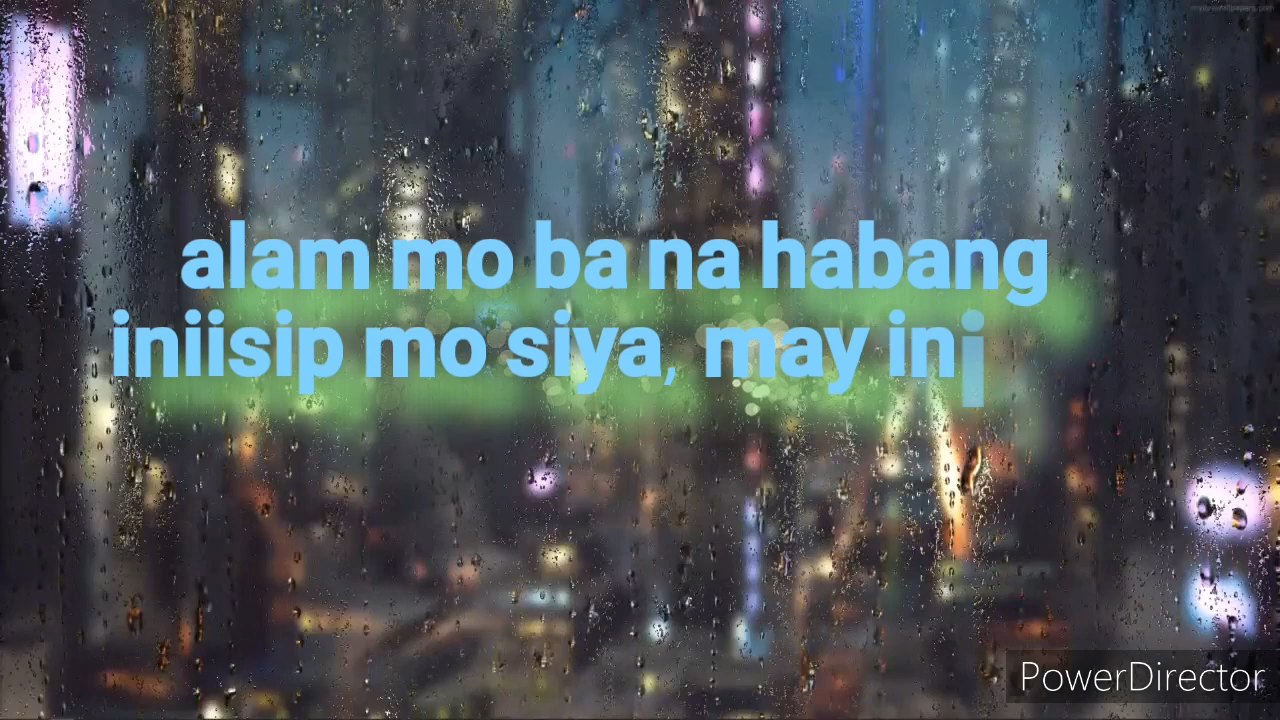 alam mo ba na habang
iniisip mo siya, may ini
PowerDirector